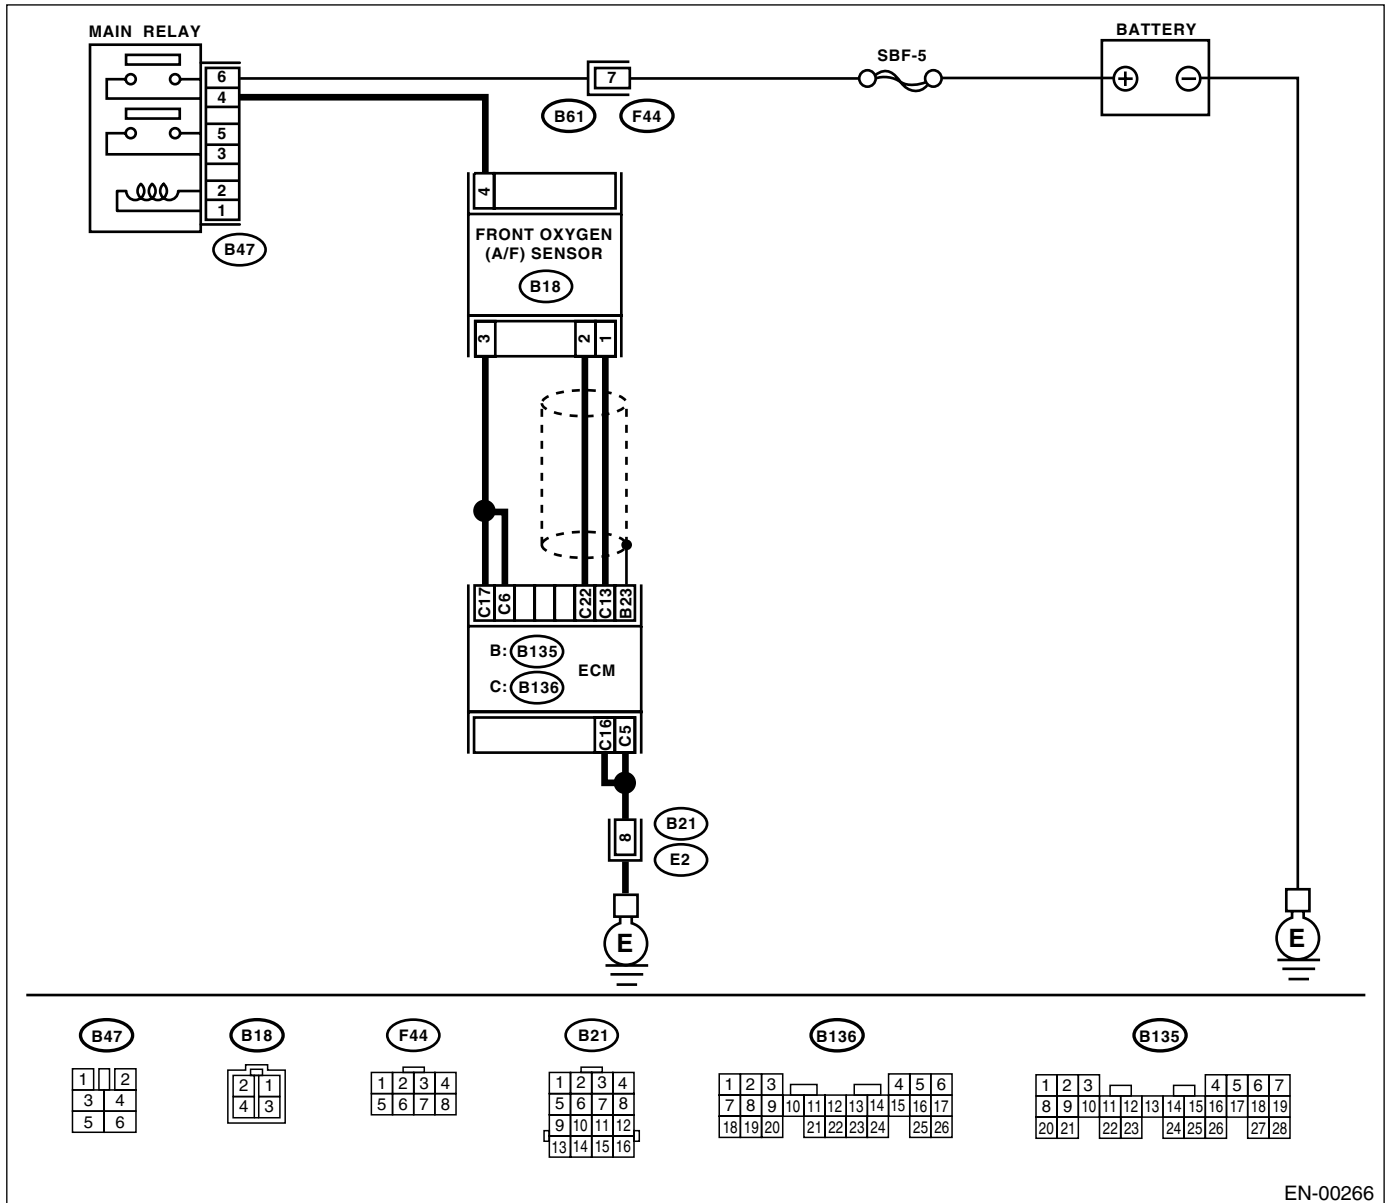 MAIN RELAY
BATTERY
SBF-5
6
4
5
3
2
1
7
B61
F44
B47
4
FRONT OXYGEN
(A/F) SENSOR
B18
3
2
1
C17
C6
C22
C13
B23
B: B135
ECM
C: B136
C16
C5
8
B21
E2
E
E
B47
B18
F44
B21
B136
B135
1 2
3 4
5 6
2 1
4 3
1 2 3 4
5 6 7 8
1 2 3 4
5 6 7 8
9 10 11 12
13 14 15 16
1 2 3 4 5 6
7 8 9 10 11 12 13 14 15 16 17
18 19 20 21 22 23 24 25 26
1 2 3 4 5 6 7
8 9 10 11 12 13 14 15 16 17 18 19
20 21 22 23 24 25 26 27 28
EN-00266